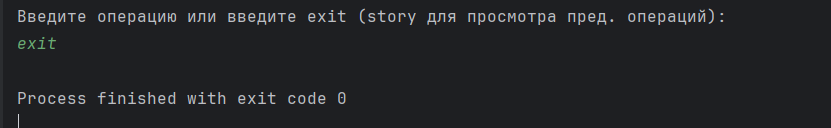 Введите операцию или введите exit (story для просмотра пред. операций):
exit
Process finished with exit code 0